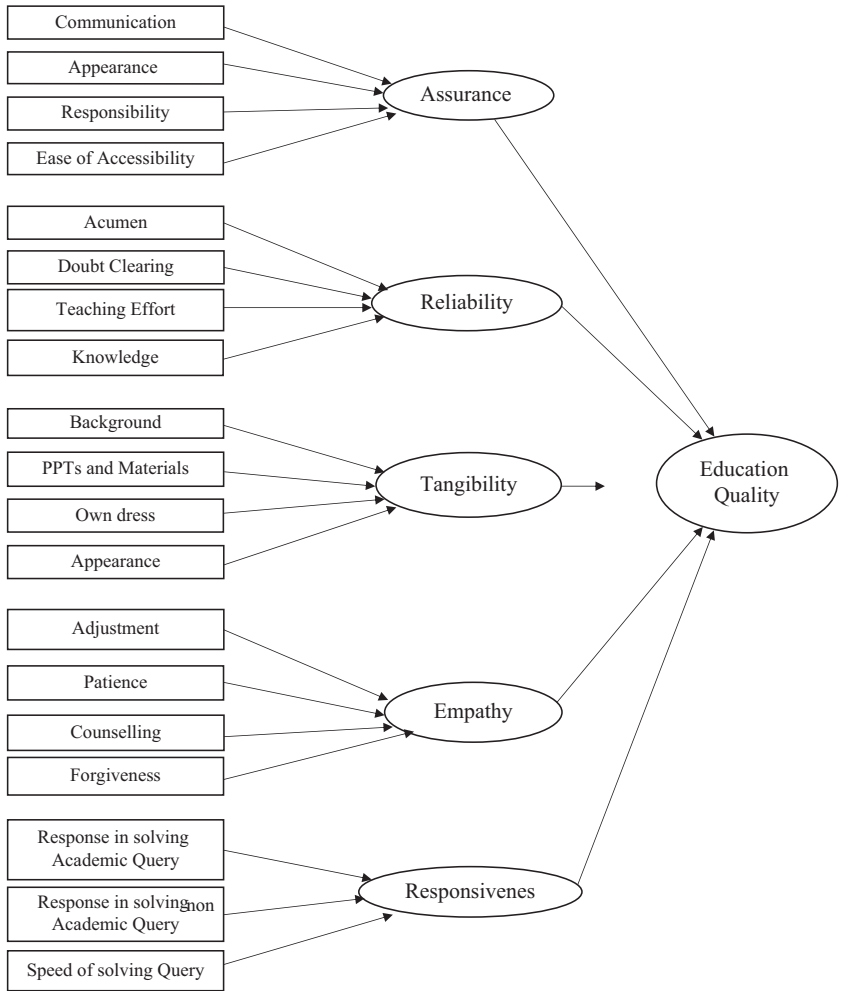 Communication
Appearance
Responsibility
Ease of Accessibility
Assurance
Acumen
Doubt Clearing
Teaching Effort
Knowledge
Reliability
Background
PPTs and Materials
Own dress
Appearance
Tangibility
Education
Quality
Adjustment
Patience
Counselling
Forgiveness
Empathy
Response in solving
Academic Query
Response in solving non
Academic Query
Speed of solving Query
Responsivenes